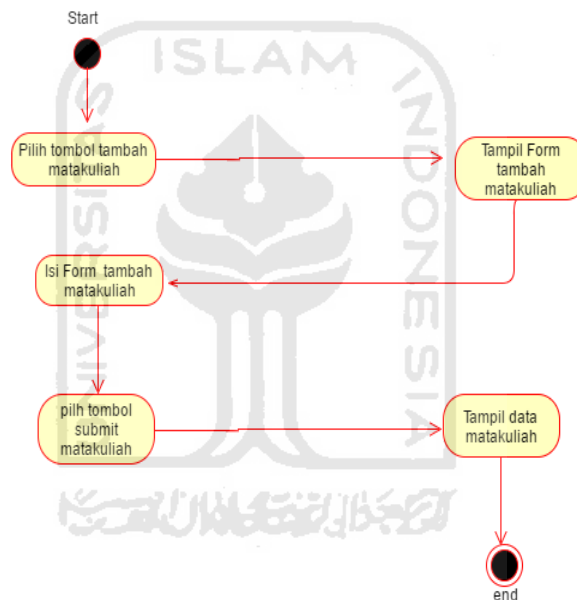 Start
Pilih tombol tambah
matakuliah
Tampil Form
tambah
matakuliah
Isi Form tambah
matakuliah
pilh tombol
submit
matakuliah
Tampil data
matakuliah
end
UNIVERSITAS
ISLAM
INDONESIA